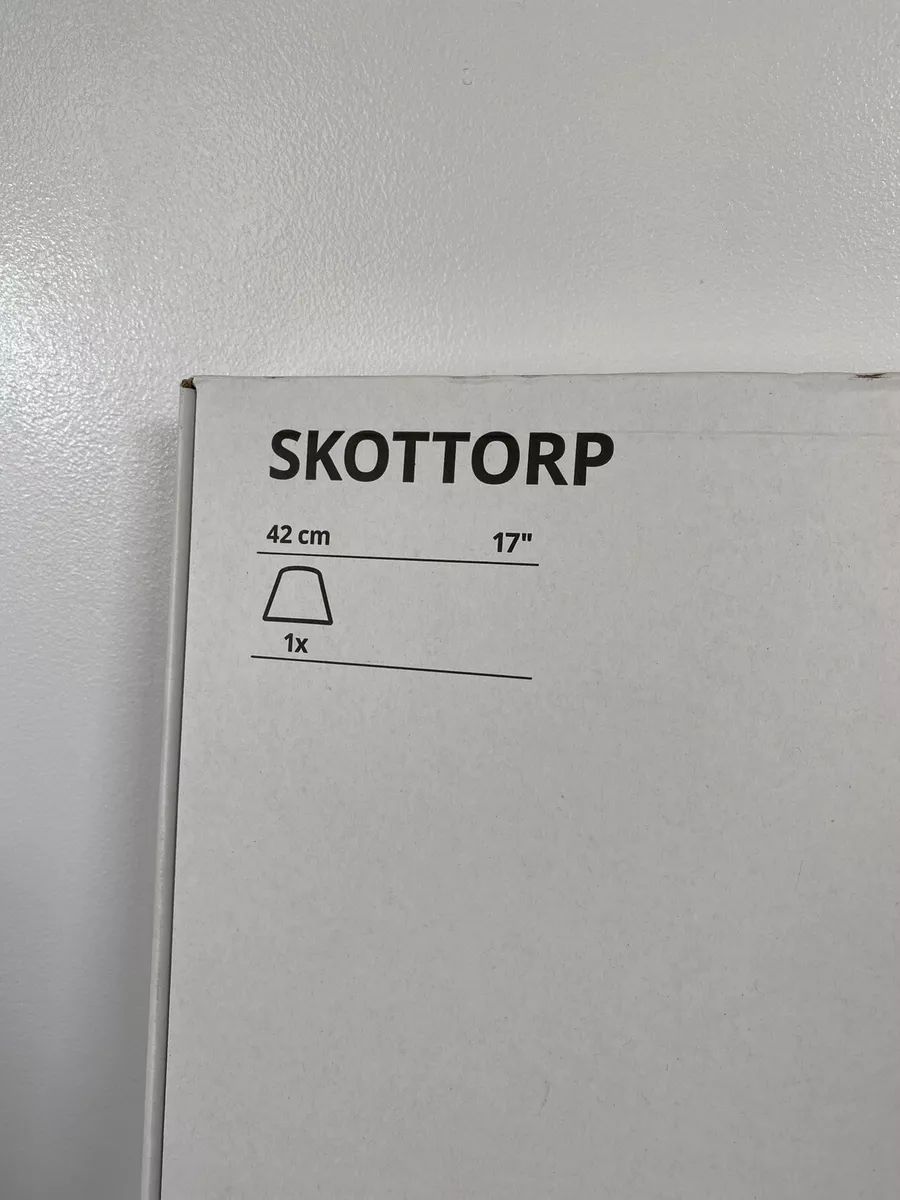 SKOTTORP
42 cm 17"
1x